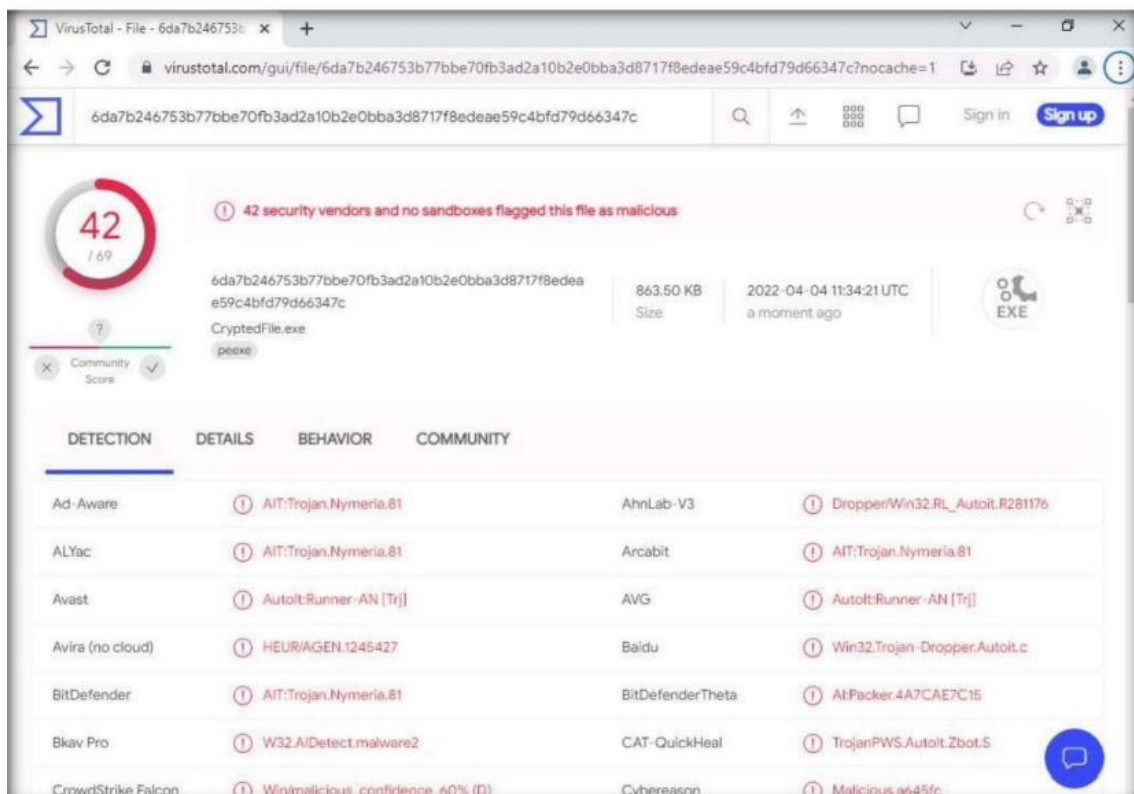 VirusTotal - File - 6da7b246753b
virustotal.com/gui/file/6da7b246753b77bbe70fb3ad2a10b2e0bba3d8717f8edeae59c4bfd79d66347c?nocache=1
6da7b246753b77bbe70fb3ad2a10b2e0bba3d8717f8edeae59c4bfd79d66347c
Sign in Sign up
42
/ 69
42 security vendors and no sandboxes flagged this file as malicious
6da7b246753b77bbe70fb3ad2a10b2e0bba3d8717f8edea
e59c4bfd79d66347c
CryptedFile.exe
peexe
863.50 KB
Size
2022-04-04 11:34:21 UTC
a moment ago
EXE
?
Community
Score
DETECTION DETAILS BEHAVIOR COMMUNITY
Ad-Aware AIT:Trojan.Nymeria.81 AhnLab-V3 Dropper/Win32.RL_Autoit.R281176
ALYac AIT:Trojan.Nymeria.81 Arcabit AIT:Trojan.Nymeria.81
Avast AutoIt:Runner-AN [Trj] AVG AutoIt:Runner-AN [Trj]
Avira (no cloud) HEUR/AGEN.1245427 Baidu Win32.Trojan-Dropper.Autoit.c
BitDefender AIT:Trojan.Nymeria.81 BitDefenderTheta AI:Packer.4A7CAE7C15
Bkav Pro W32.AIDetect.malware2 CAT-QuickHeal TrojanPWS.AutoIt.Zbot.S
CrowdStrike Falcon Win/malicious_confidence_60% (D) Cybereason Malicious.a645fc